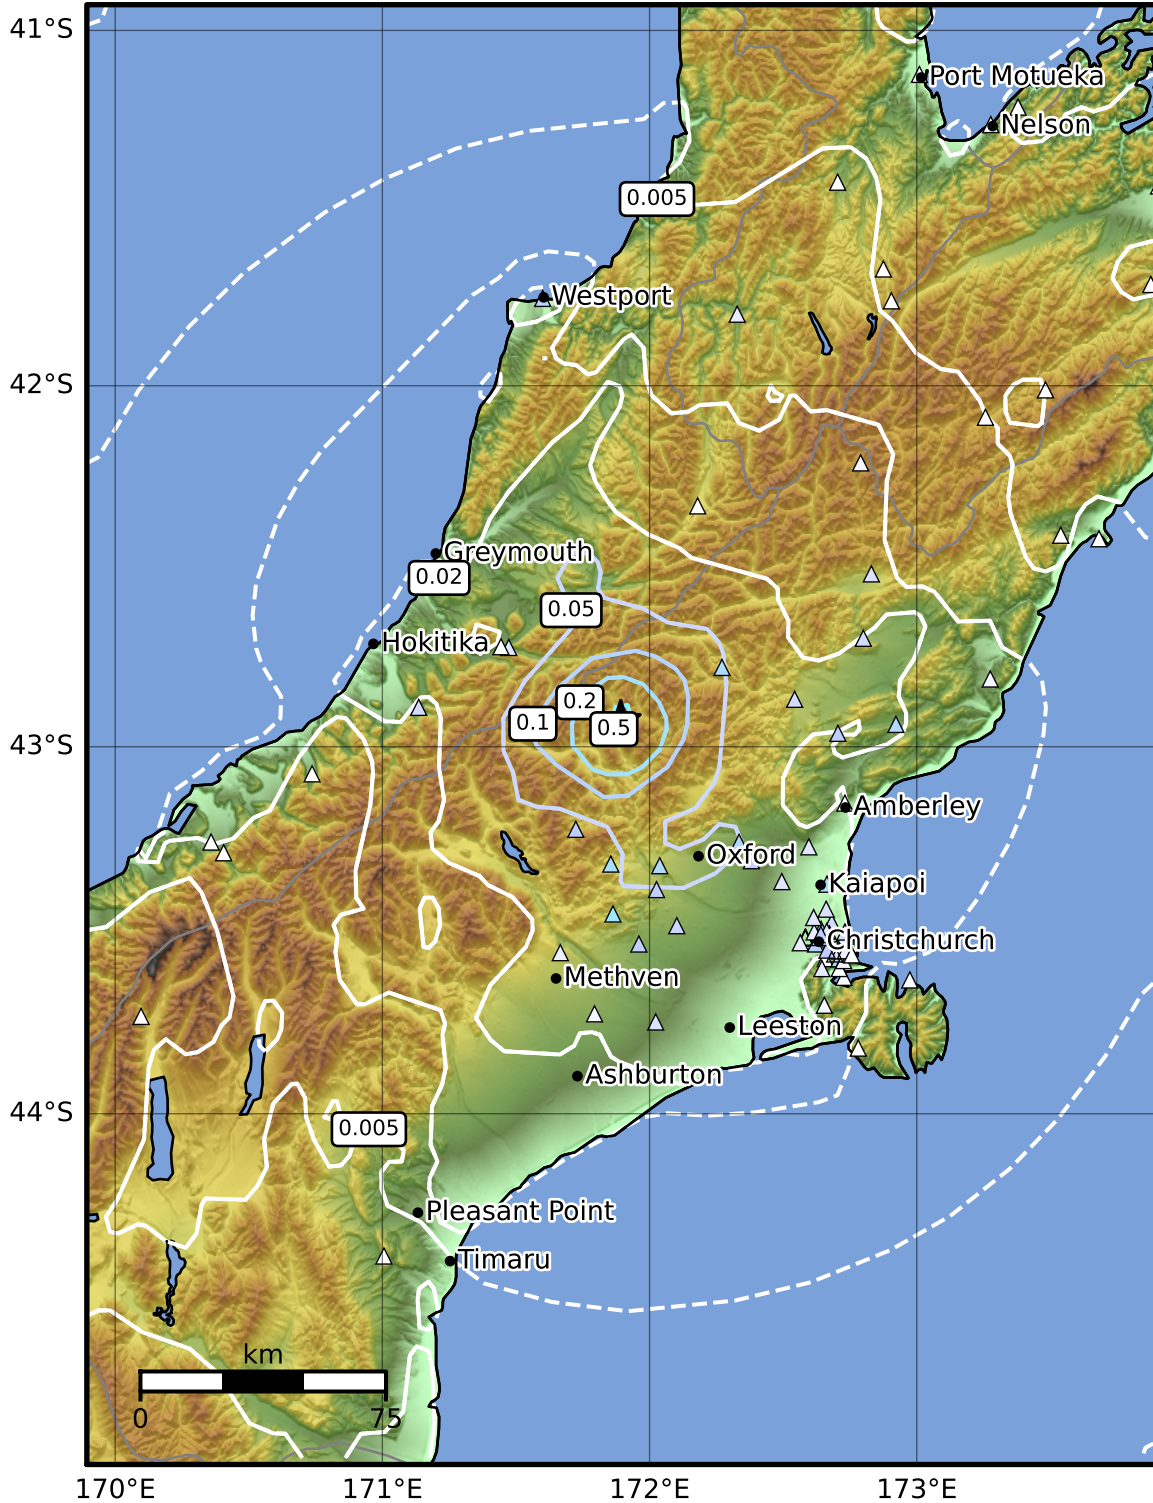 41°S
Port Motueka
Nelson
0.005
Westport
42°S
Greymouth
0.02
0.05
Hokitika
0.2
0.1
0.5
43°S
Amberley
Oxford
Kaiapoi
Christchurch
Methven
Leeston
Ashburton
44°S
0.005
Pleasant Point
Timaru
km
0 75
170°E 171°E 172°E 173°E